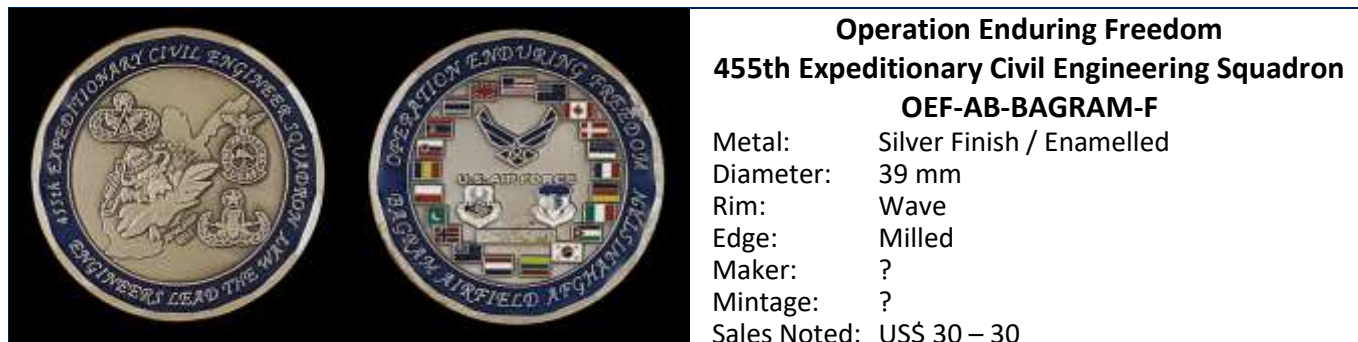 455th EXPEDITIONARY CIVIL ENGINEER SQUADRON
ENGINEERS LEAD THE WAY
OPERATION ENDURING FREEDOM
U.S. AIR FORCE
BAGRAM AIRFIELD AFGHANISTAN
Operation Enduring Freedom
455th Expeditionary Civil Engineering Squadron
OEF-AB-BAGRAM-F
Metal: Silver Finish / Enamelled
Diameter: 39 mm
Rim: Wave
Edge: Milled
Maker: ?
Mintage: ?
Sales Noted: US$ 30 – 30